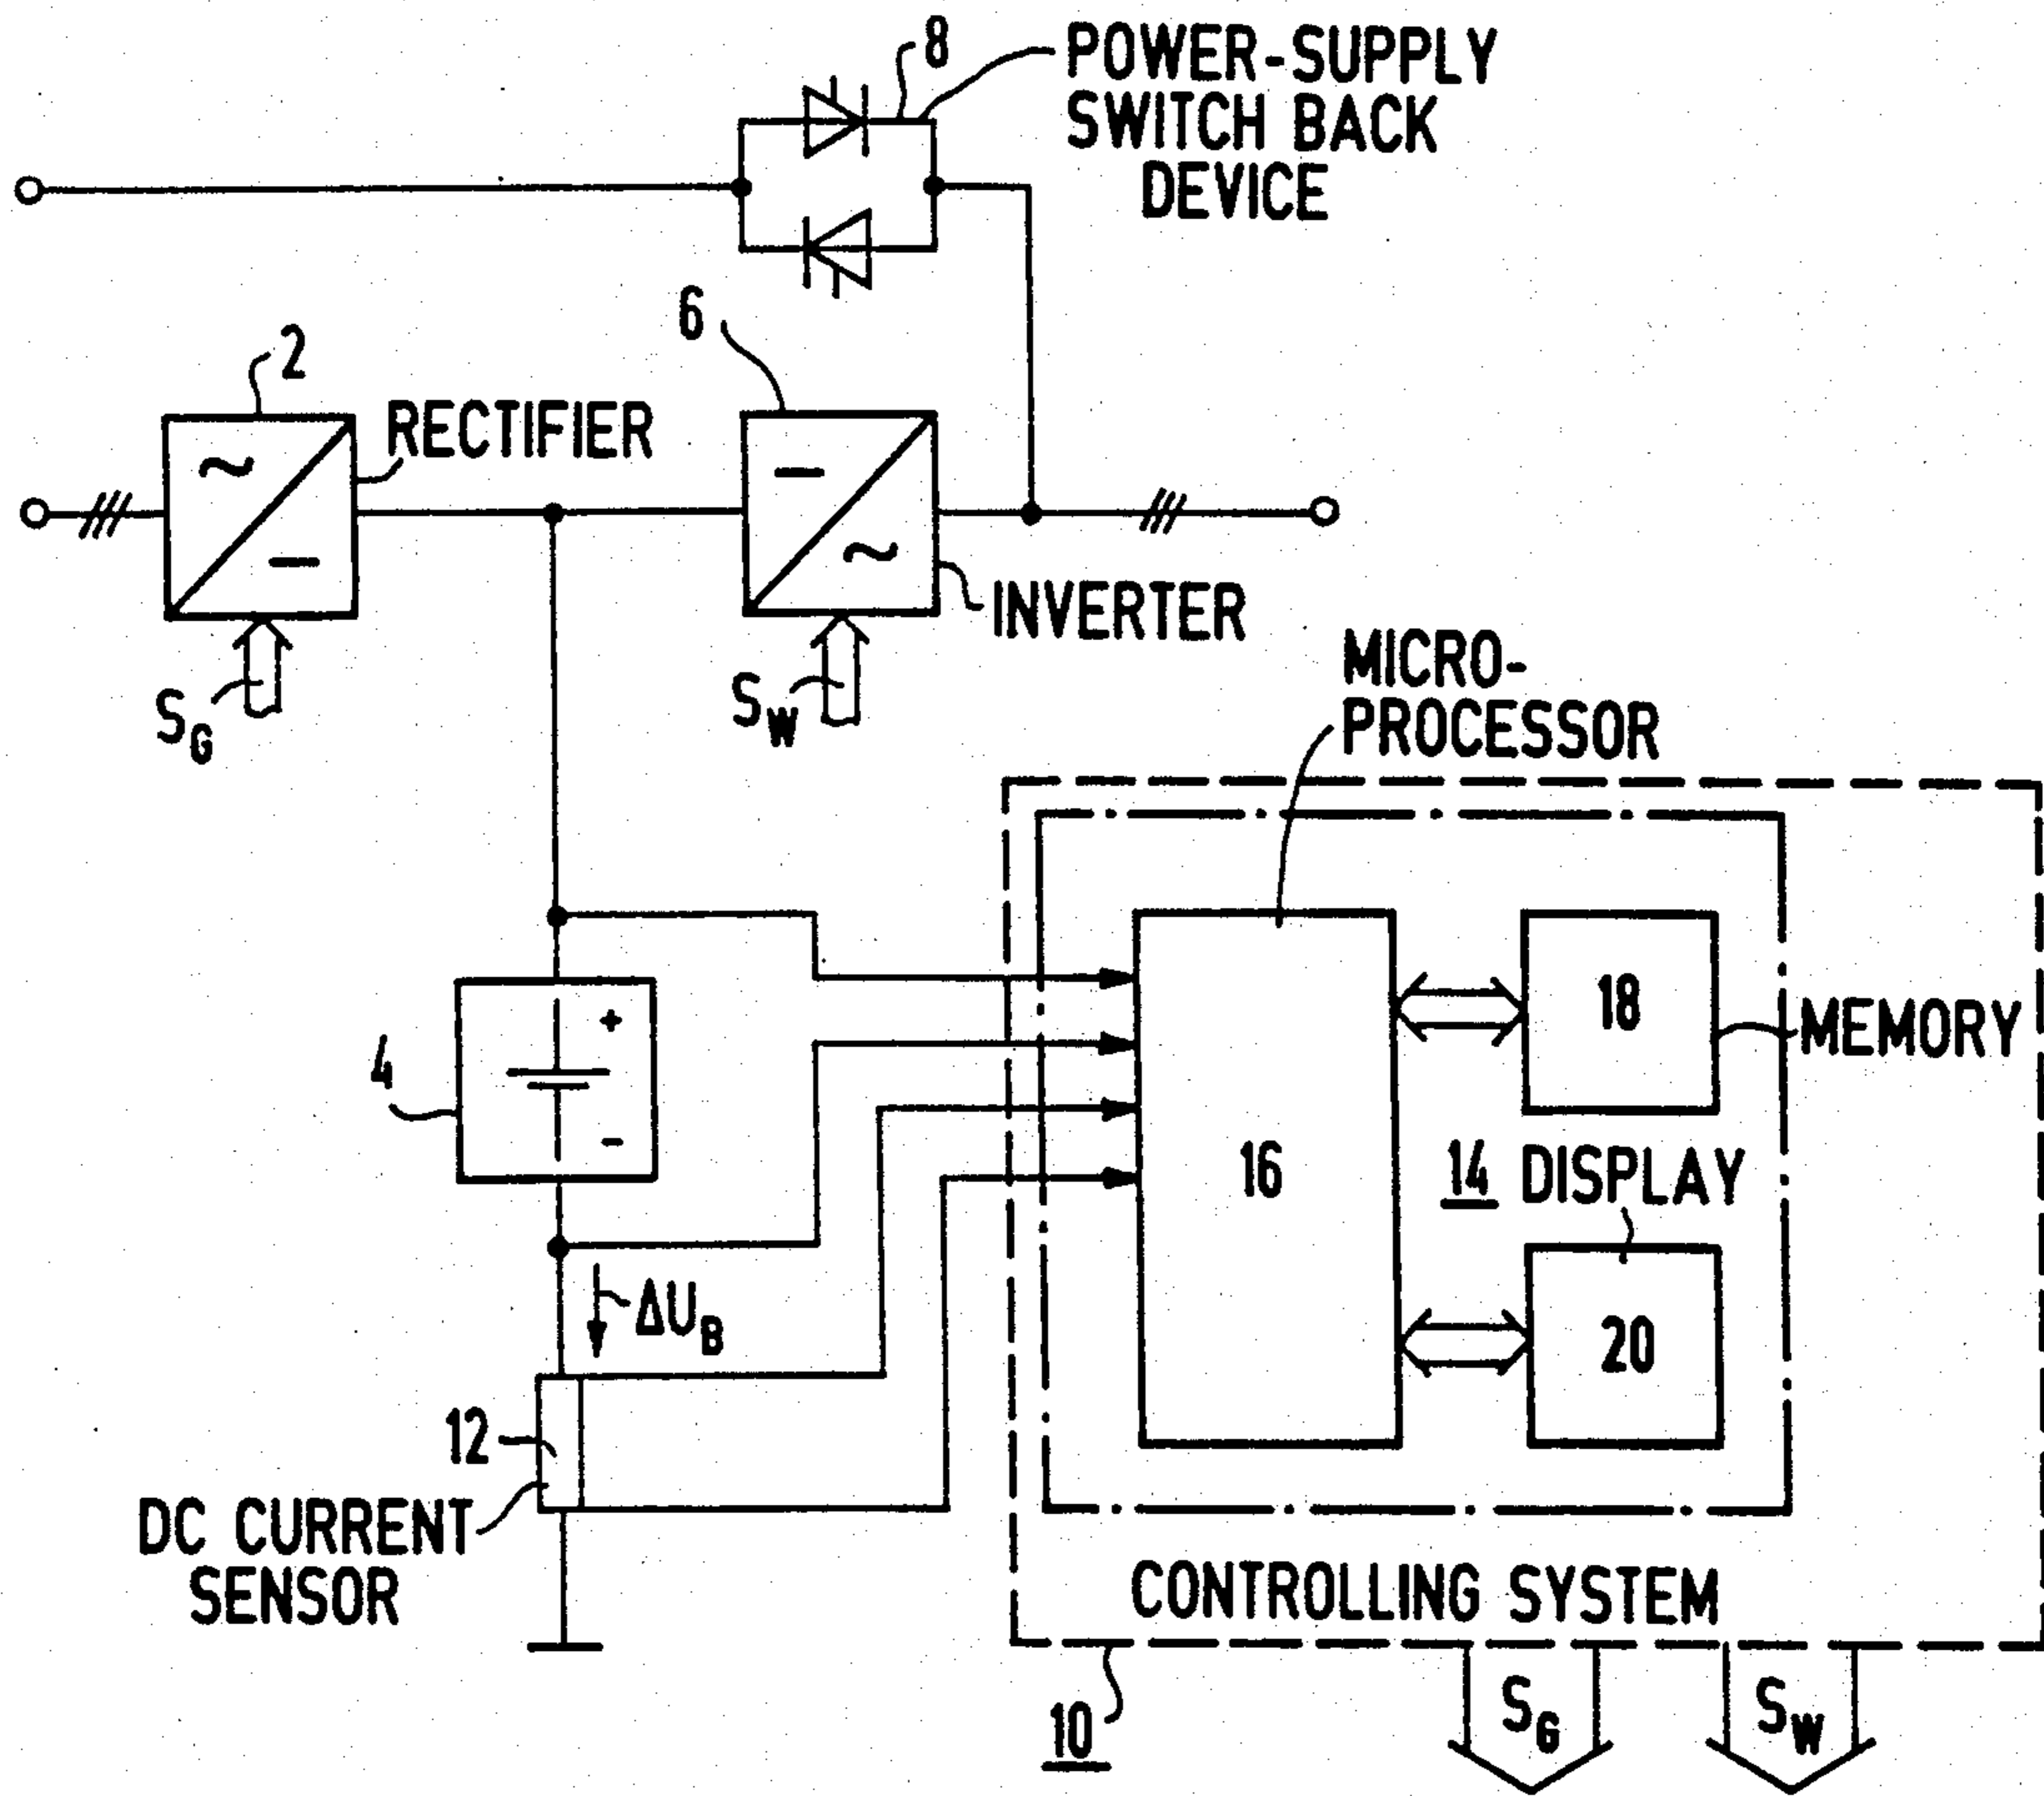 8
POWER-SUPPLY
SWITCH BACK
DEVICE
6
2
RECTIFIER
~
–
–
~
INVERTER
S_G
S_W
MICRO-
PROCESSOR
18
MEMORY
+
–
4
16
14 DISPLAY
ΔU_B
20
12
DC CURRENT
SENSOR
CONTROLLING SYSTEM
10
S_G
S_W